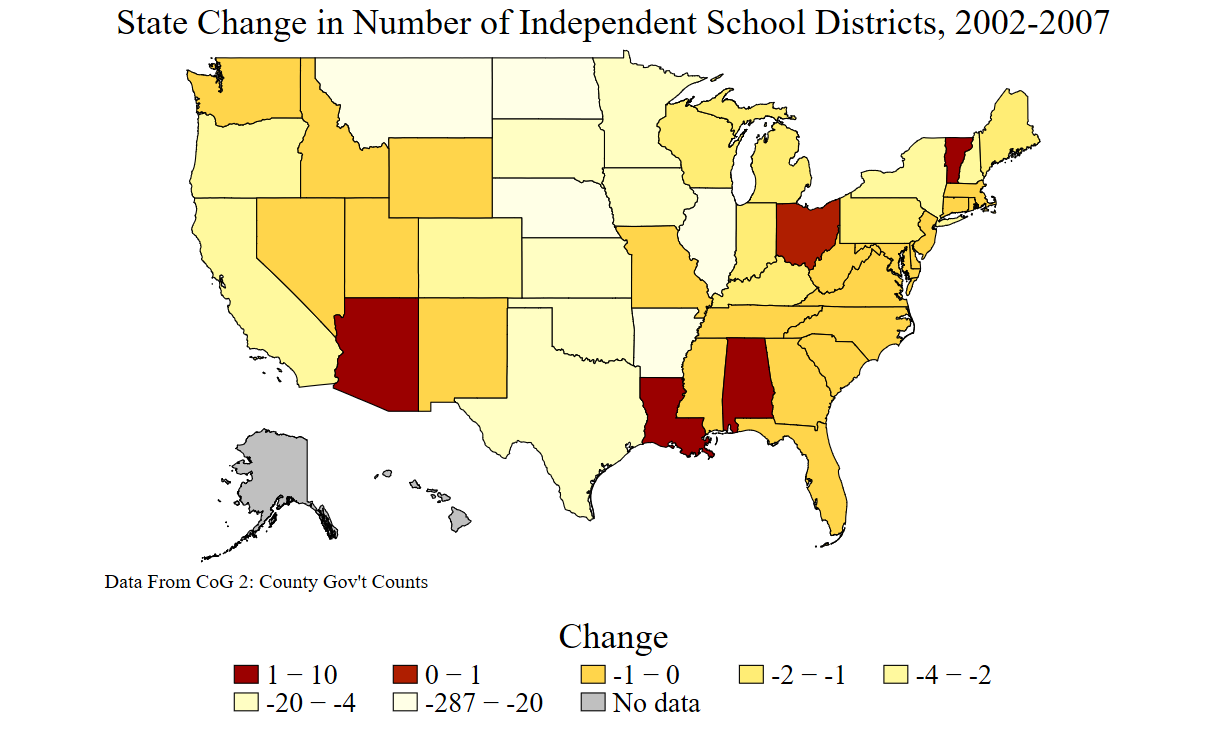 State Change in Number of Independent School Districts, 2002-2007
Data From CoG 2: County Gov't Counts
Change
1 − 10 0 − 1 -1 − 0 -2 − -1 -4 − -2
-20 − -4 -287 − -20 No data